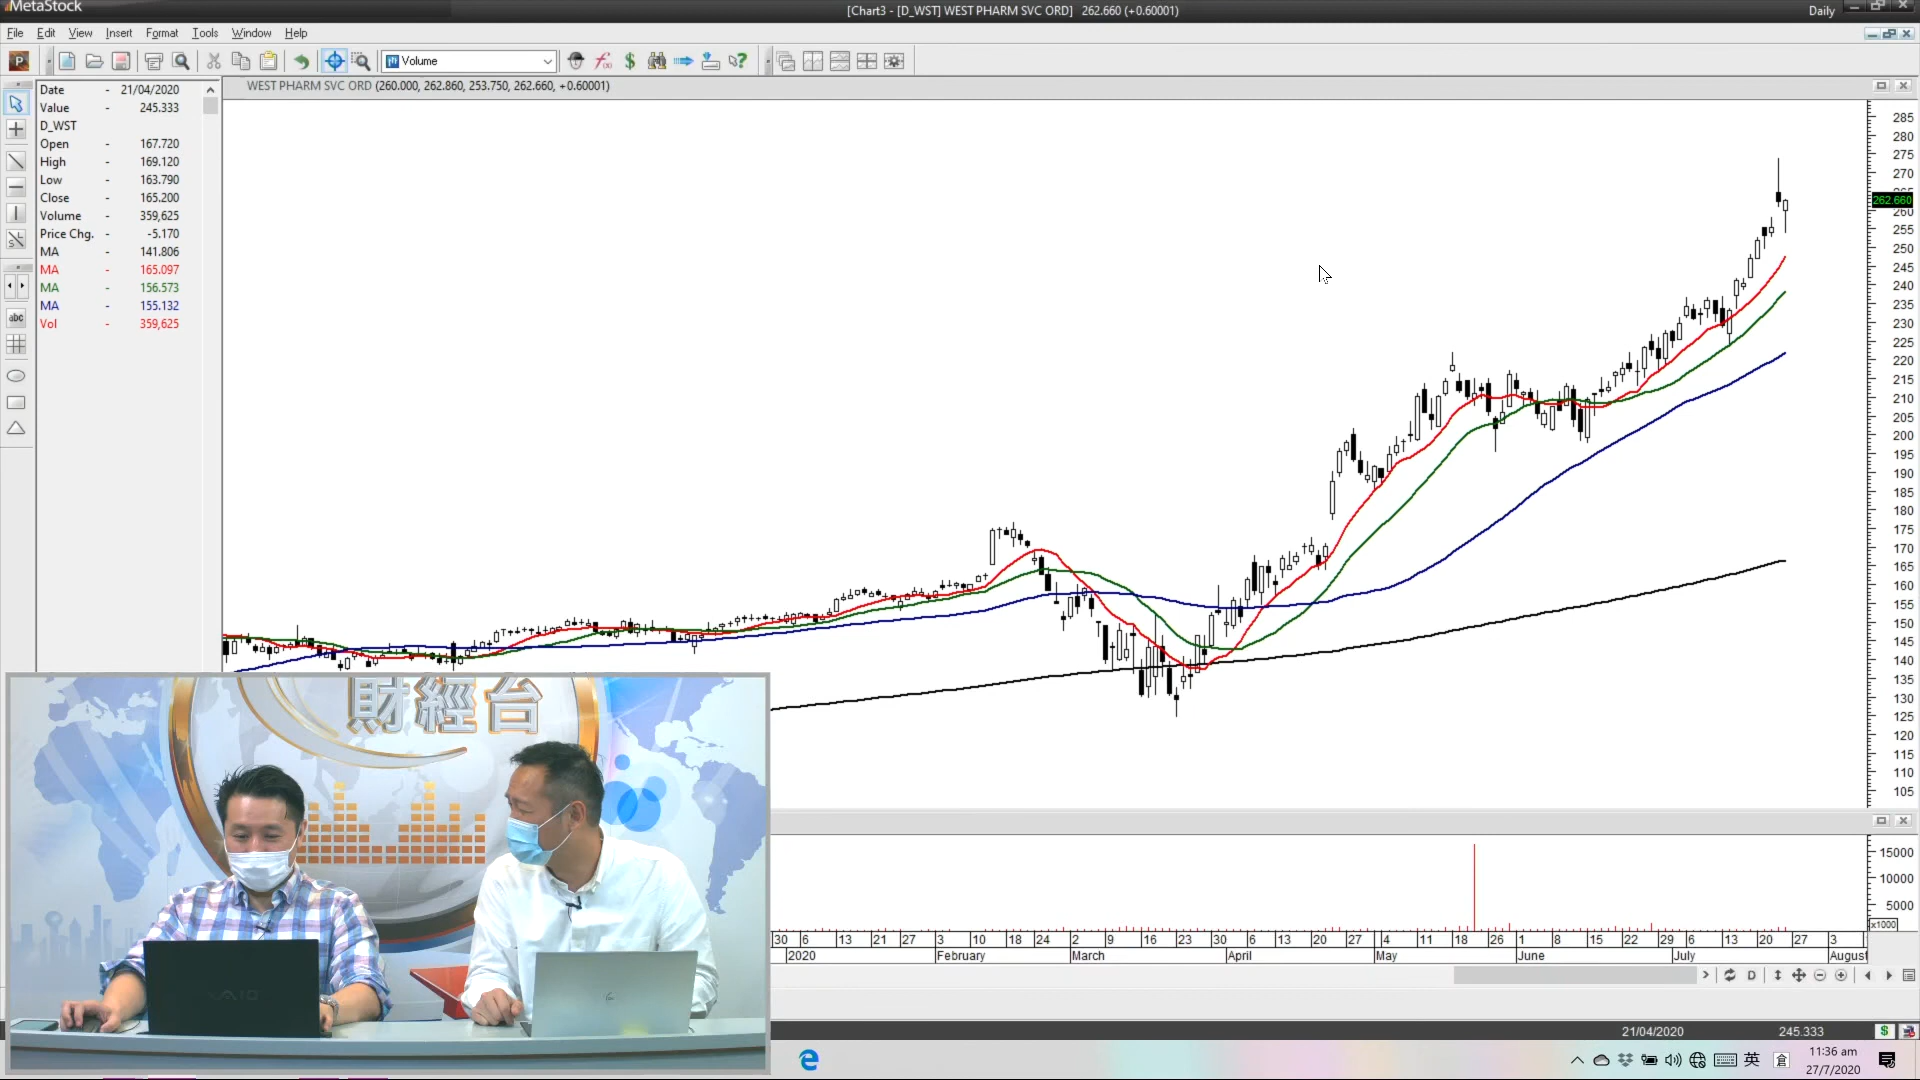 MetaStock
[Chart3 - [D_WST] WEST PHARM SVC ORD] 262.660 (+0.60001)
Daily
File Edit View Insert Format Tools Window Help
P
Volume
WEST PHARM SVC ORD (260.000, 262.860, 253.750, 262.660, +0.60001)
Date - 21/04/2020
Value - 245.333
D_WST
Open - 167.720
High - 169.120
Low - 163.790
Close - 165.200
Volume - 359,625
Price Chg. - -5.170
MA - 141.806
MA - 165.097
MA - 156.573
MA - 155.132
Vol - 359,625
abc
285
280
275
270
262.660
260
255
250
245
240
235
230
225
220
215
210
205
200
195
190
185
180
175
170
165
160
155
150
145
140
135
130
125
120
115
110
105
財經台
VAIO
15000
10000
5000
x1000
30 6 13 21 27 3 10 18 24 2 9 16 23 30 6 13 20 27 4 11 18 26 1 8 15 22 29 6 13 20 27 3
2020 February March April May June July August
D
21/04/2020 245.333
英
倉
11:36 am
27/7/2020